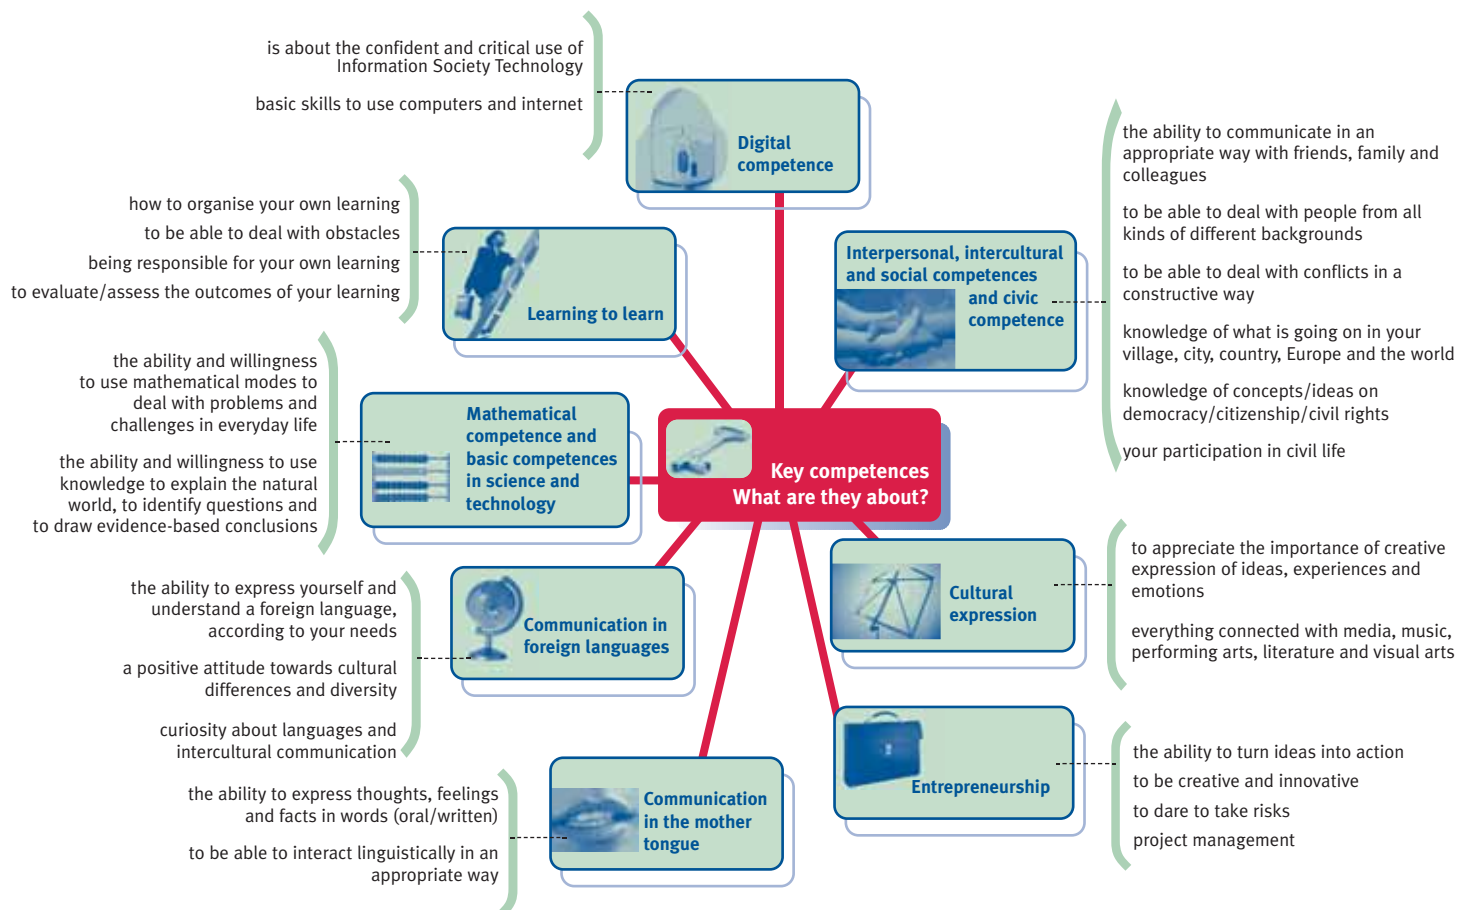 is about the confident and critical use of
Information Society Technology
basic skills to use computers and internet
Digital
competence
how to organise your own learning
to be able to deal with obstacles
being responsible for your own learning
to evaluate/assess the outcomes of your learning
Learning to learn
Interpersonal, intercultural
and social competences
and civic
competence
the ability to communicate in an
appropriate way with friends, family and
colleagues
to be able to deal with people from all
kinds of different backgrounds
to be able to deal with conflicts in a
constructive way
knowledge of what is going on in your
village, city, country, Europe and the world
knowledge of concepts/ideas on
democracy/citizenship/civil rights
your participation in civil life
the ability and willingness
to use mathematical modes to
deal with problems and
challenges in everyday life
the ability and willingness to use
knowledge to explain the natural
world, to identify questions and
to draw evidence-based conclusions
Mathematical
competence and
basic competences
in science and
technology
Key competences
What are they about?
the ability to express yourself and
understand a foreign language,
according to your needs
a positive attitude towards cultural
differences and diversity
curiosity about languages and
intercultural communication
Communication in
foreign languages
Cultural
expression
to appreciate the importance of creative
expression of ideas, experiences and
emotions
everything connected with media, music,
performing arts, literature and visual arts
the ability to express thoughts, feelings
and facts in words (oral/written)
to be able to interact linguistically in an
appropriate way
Communication
in the mother
tongue
Entrepreneurship
the ability to turn ideas into action
to be creative and innovative
to dare to take risks
project management